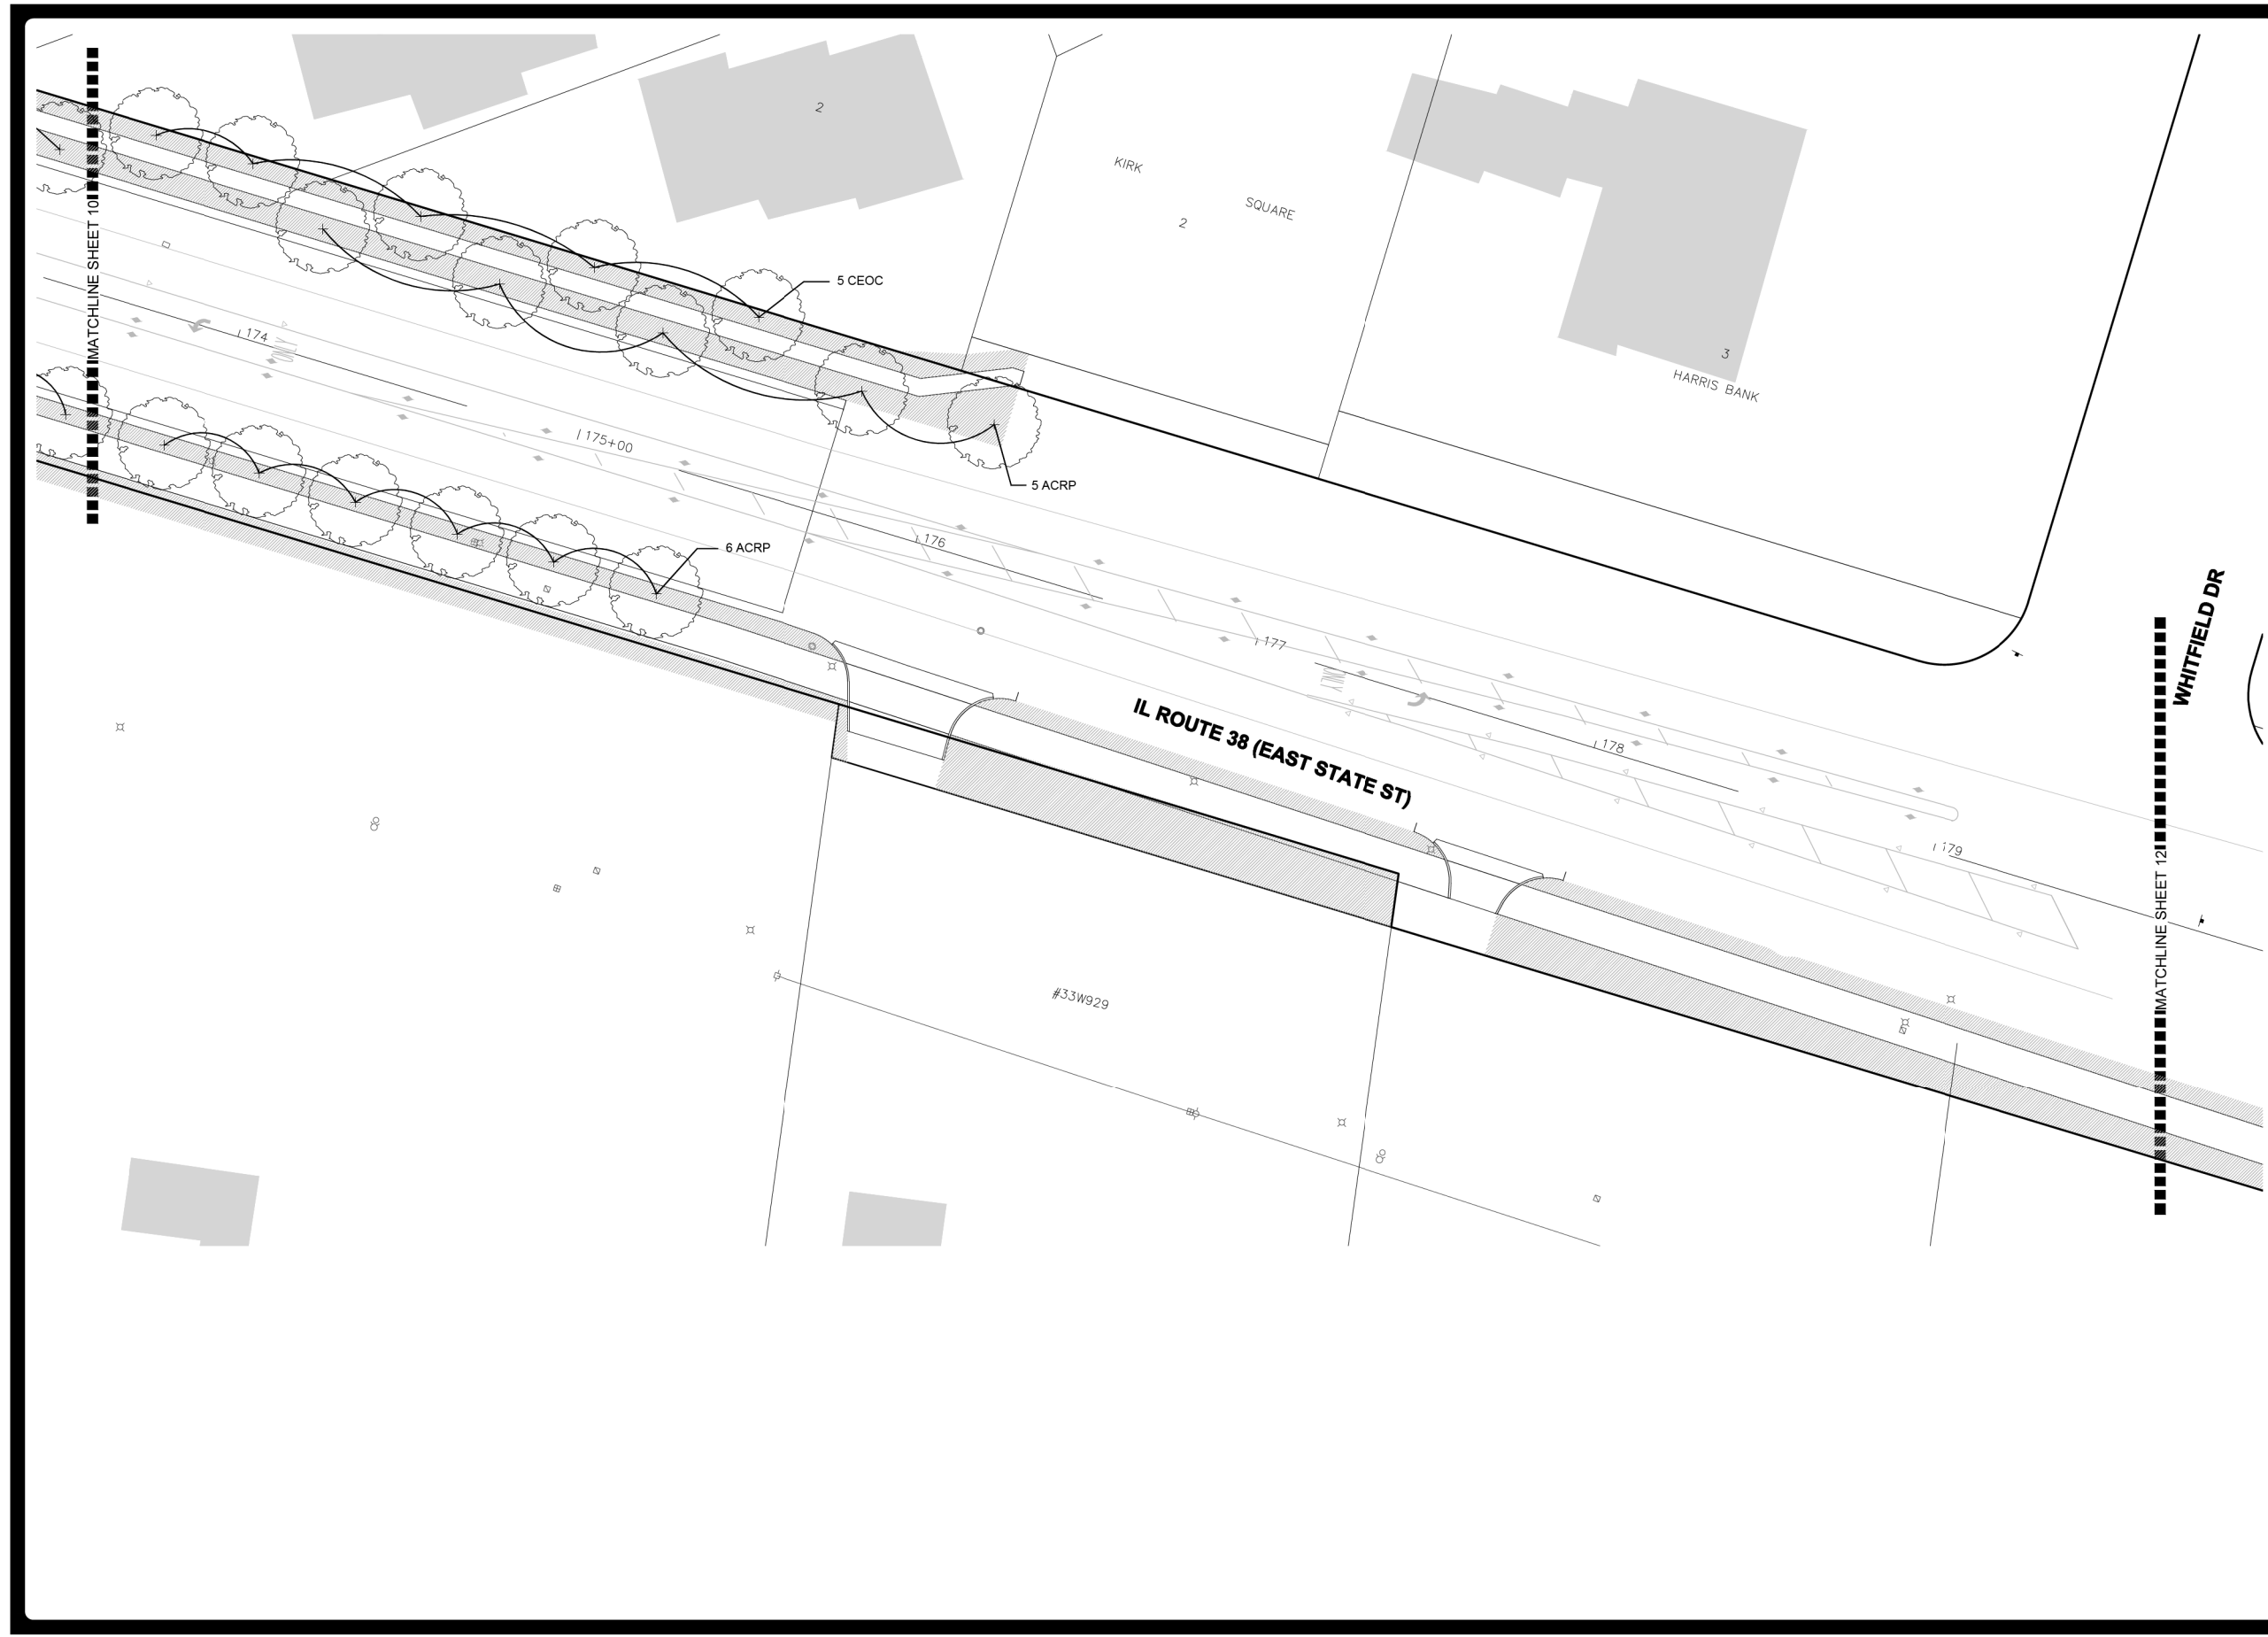 2
KIRK
SQUARE
2
MATCHLINE SHEET 10
5 CEOC
174
ONLY
3
HARRIS BANK
175+00
5 ACRP
176
6 ACRP
177
ONLY
WHITFIELD DR
IL ROUTE 38 (EAST STATE ST)
178
179
MATCHLINE SHEET 12
#33W929